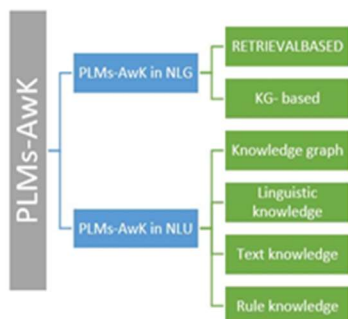 PLMs-AwK
PLMs-AwK in NLG
RETRIEVALBASED
KG- based
PLMs-AwK in NLU
Knowledge graph
Linguistic
knowledge
Text knowledge
Rule knowledge